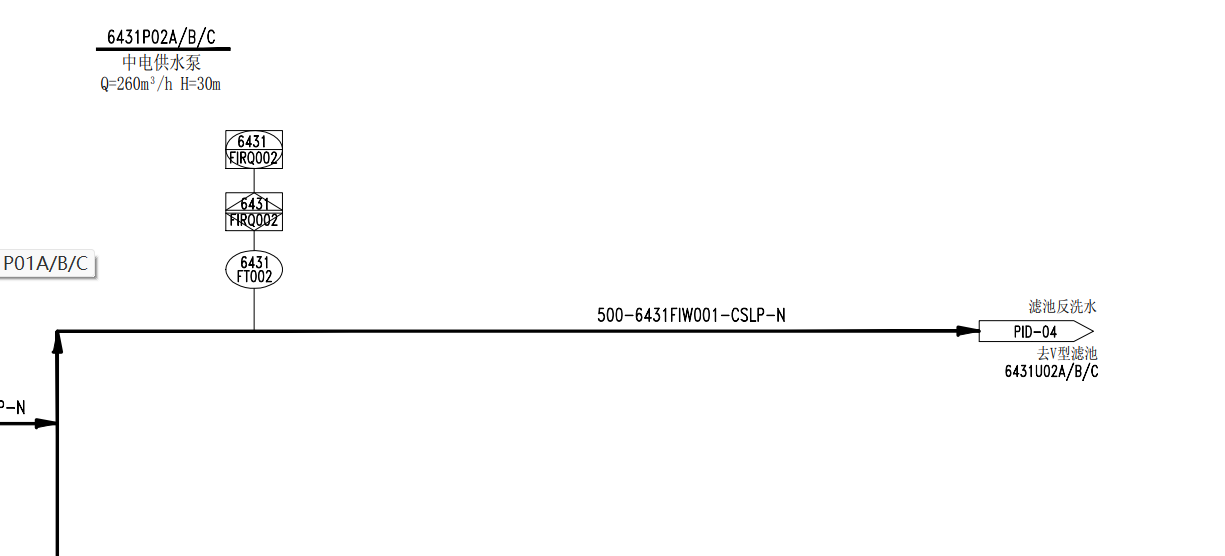 6431P02A/B/C
中电供水泵
Q=260m³/h H=30m
6431
FIRQ002
6431
FIRQ002
6431
FT002
P01A/B/C
500-6431FIW001-CSLP-N
滤池反洗水
PID-04
去V型滤池
6431U02A/B/C
P-N